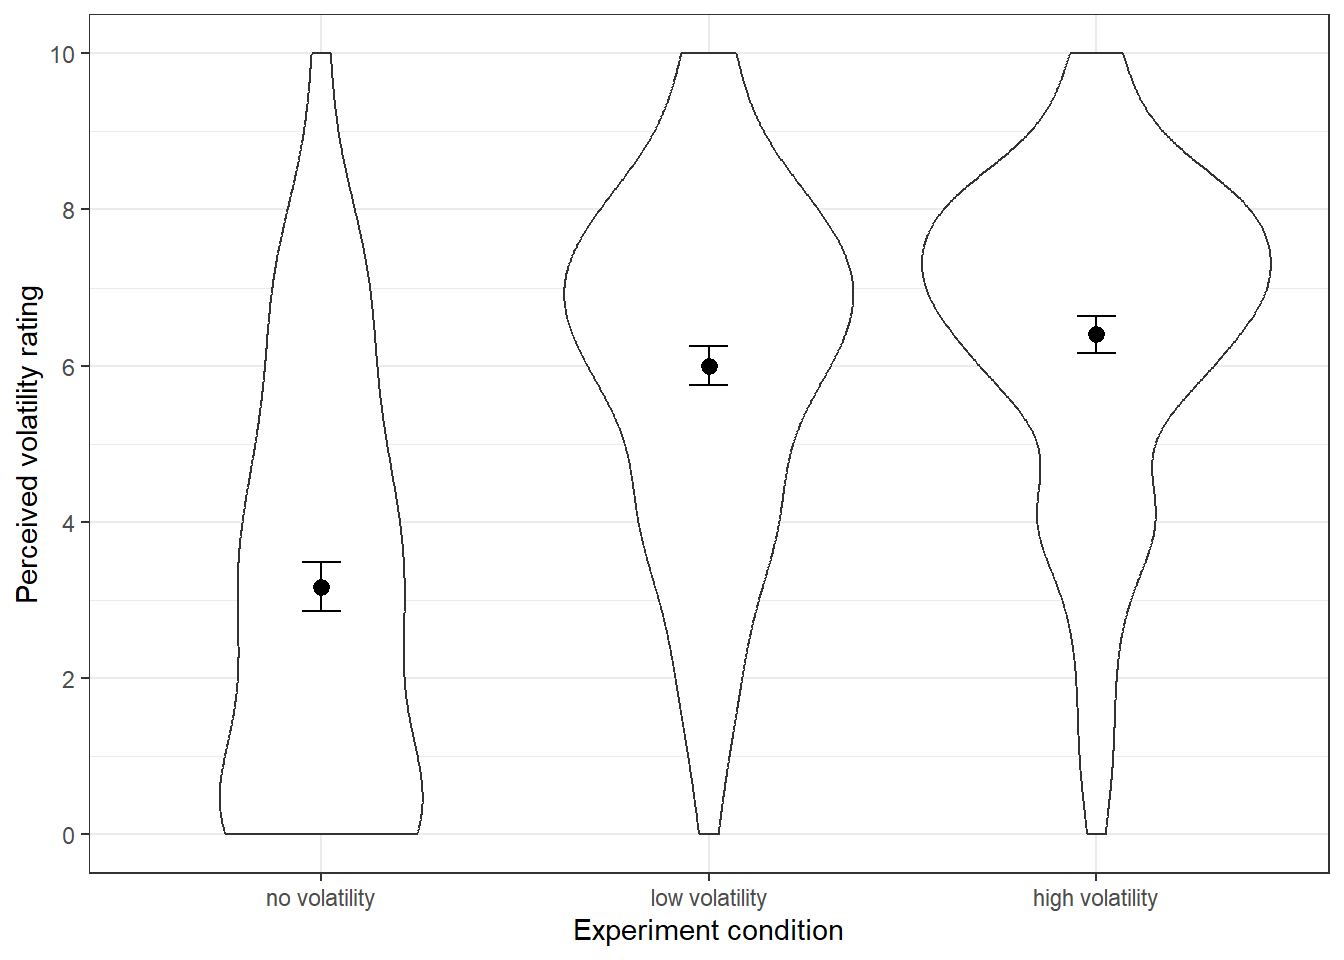 Perceived volatility rating
10
8
6
4
2
0
no volatility
low volatility
high volatility
Experiment condition